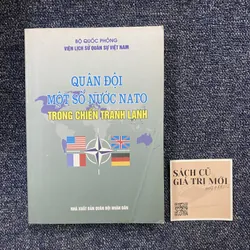 BỘ QUỐC PHÒNG
VIỆN LỊCH SỬ QUÂN SỰ VIỆT NAM
QUÂN ĐỘI
MỘT SỐ NƯỚC NATO
TRONG CHIẾN TRANH LẠNH
NHÀ XUẤT BẢN QUÂN ĐỘI NHÂN DÂN
SÁCH CŨ
GIÁ TRỊ MỚI